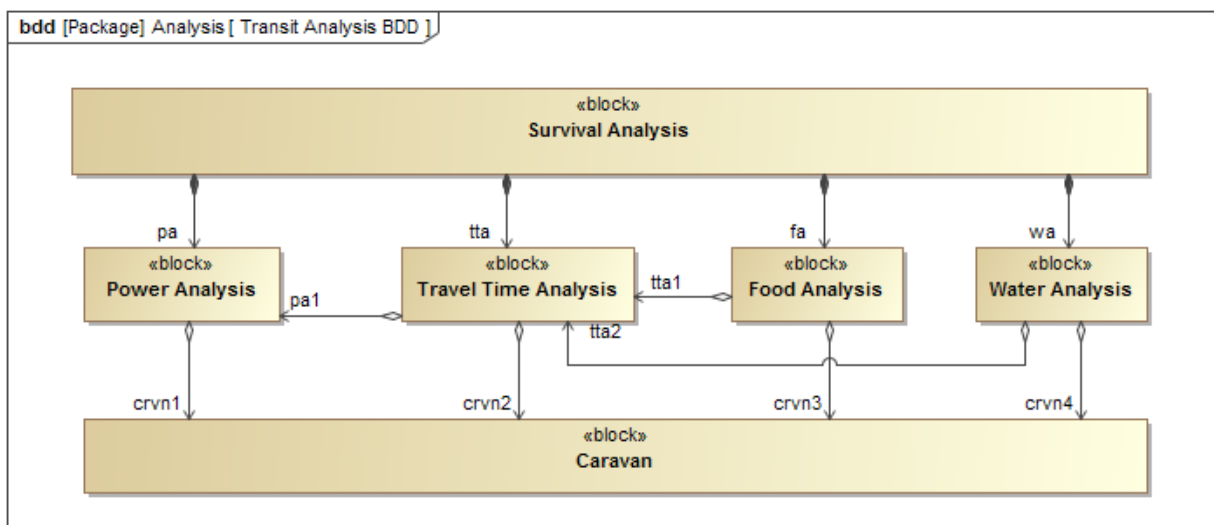 bdd [Package] Analysis [ Transit Analysis BDD ]
«block»
Survival Analysis
pa
tta
fa
wa
«block»
Power Analysis
«block»
Travel Time Analysis
«block»
Food Analysis
«block»
Water Analysis
pa1
tta1
tta2
crvn1
crvn2
crvn3
crvn4
«block»
Caravan